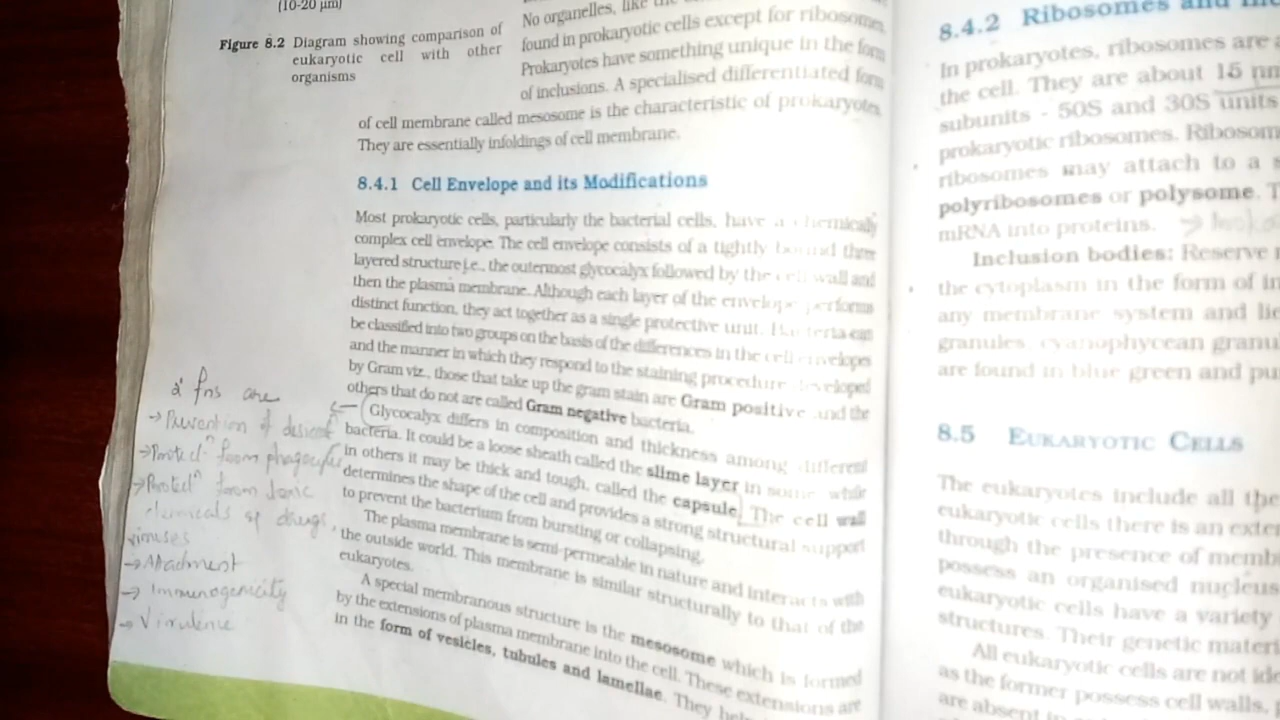 (10-20 µm)
Figure 8.2 Diagram showing comparison of
eukaryotic cell with other
organisms
No organelles, like
found in prokaryotic cells except for ribosomes.
Prokaryotes have something unique in the form
of inclusions. A specialised differentiated form
of cell membrane called mesosome is the characteristic of prokaryotes.
They are essentially infoldings of cell membrane.
8.4.1 Cell Envelope and its Modifications
Most prokaryotic cells, particularly the bacterial cells, have a chemically
complex cell envelope. The cell envelope consists of a tightly bound three
layered structure i.e., the outermost glycocalyx followed by the cell wall and
then the plasma membrane. Although each layer of the envelope performs
distinct function, they act together as a single protective unit. Bacteria can
be classified into two groups on the basis of the differences in the cell envelopes
and the manner in which they respond to the staining procedure developed
by Gram viz., those that take up the gram stain are Gram positive and the
others that do not are called Gram negative bacteria.
Glycocalyx differs in composition and thickness among different
bacteria. It could be a loose sheath called the slime layer in some, while
in others it may be thick and tough, called the capsule. The cell wall
determines the shape of the cell and provides a strong structural support
to prevent the bacterium from bursting or collapsing.
The plasma membrane is semi-permeable in nature and interacts with
the outside world. This membrane is similar structurally to that of the
eukaryotes.
A special membranous structure is the mesosome which is formed
by the extensions of plasma membrane into the cell. These extensions are
in the form of vesicles, tubules and lamellae. They
fns are
→ Prevention of
→ Protectⁿ from
→ Protectⁿ from
chemicals drugs,
viruses
→ Attachment
→ Immunogenicity
→ Virulence
8.4.2 Ribosomes and
In prokaryotes, ribosomes are
the cell. They are about 15
subunits - 50S and 30S units
prokaryotic ribosomes.
ribosomes may attach to a
polyribosomes or polysome.
mRNA into proteins.
Inclusion bodies: Reserve
the cytoplasm in the form of
any membrane system and
granules, cyanophycean
are found in blue green and
8.5 Eukaryotic Cells
The eukaryotes include all the
eukaryotic cells there is an
through the presence of
possess an organised nucleus
eukaryotic cells have a variety
structures. Their genetic
All eukaryotic cells are not
as the former possess cell walls,
are absent in